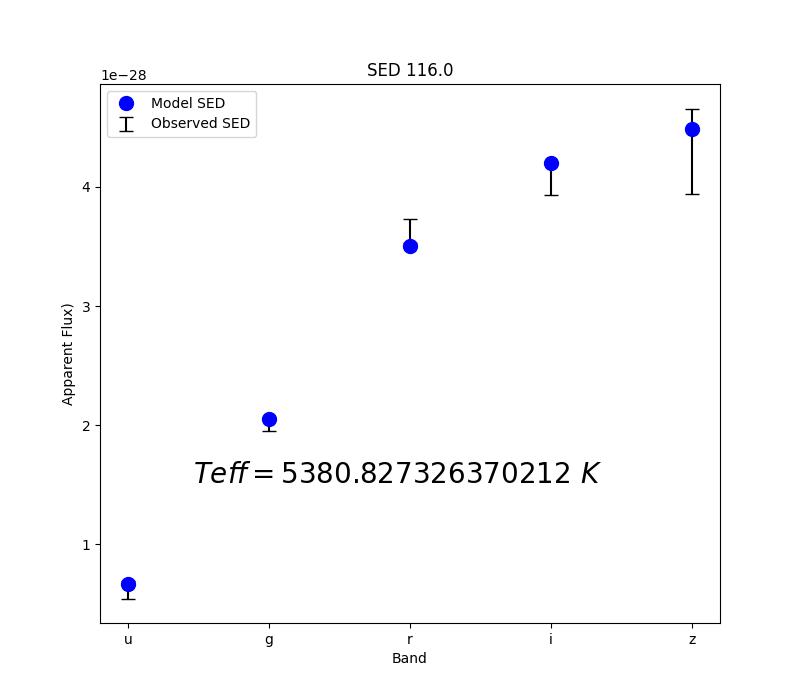 SED 116.0
1e−28
Model SED
Observed SED
4
3
2
1
Apparent Flux)
Teff = 5380.827326370212 K
u g r i z
Band